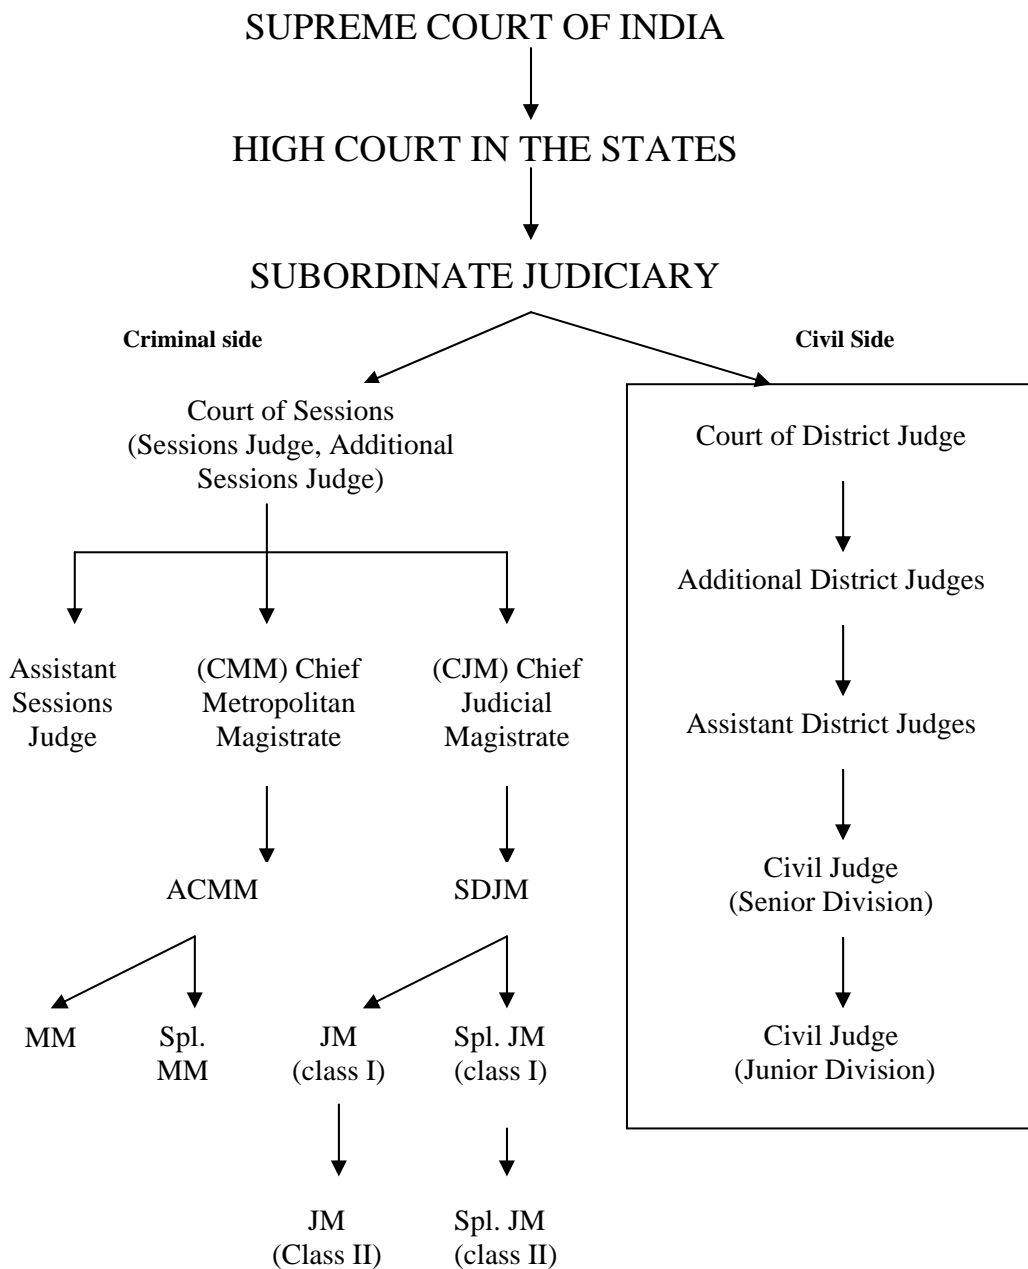 SUPREME COURT OF INDIA
HIGH COURT IN THE STATES
SUBORDINATE JUDICIARY
Criminal side
Civil Side
Court of Sessions
(Sessions Judge, Additional
Sessions Judge)
Court of District Judge
Additional District Judges
Assistant
Sessions
Judge
(CMM) Chief
Metropolitan
Magistrate
(CJM) Chief
Judicial
Magistrate
Assistant District Judges
ACMM
SDJM
Civil Judge
(Senior Division)
MM
Spl.
MM
JM
(class I)
Spl. JM
(class I)
Civil Judge
(Junior Division)
JM
(Class II)
Spl. JM
(class II)